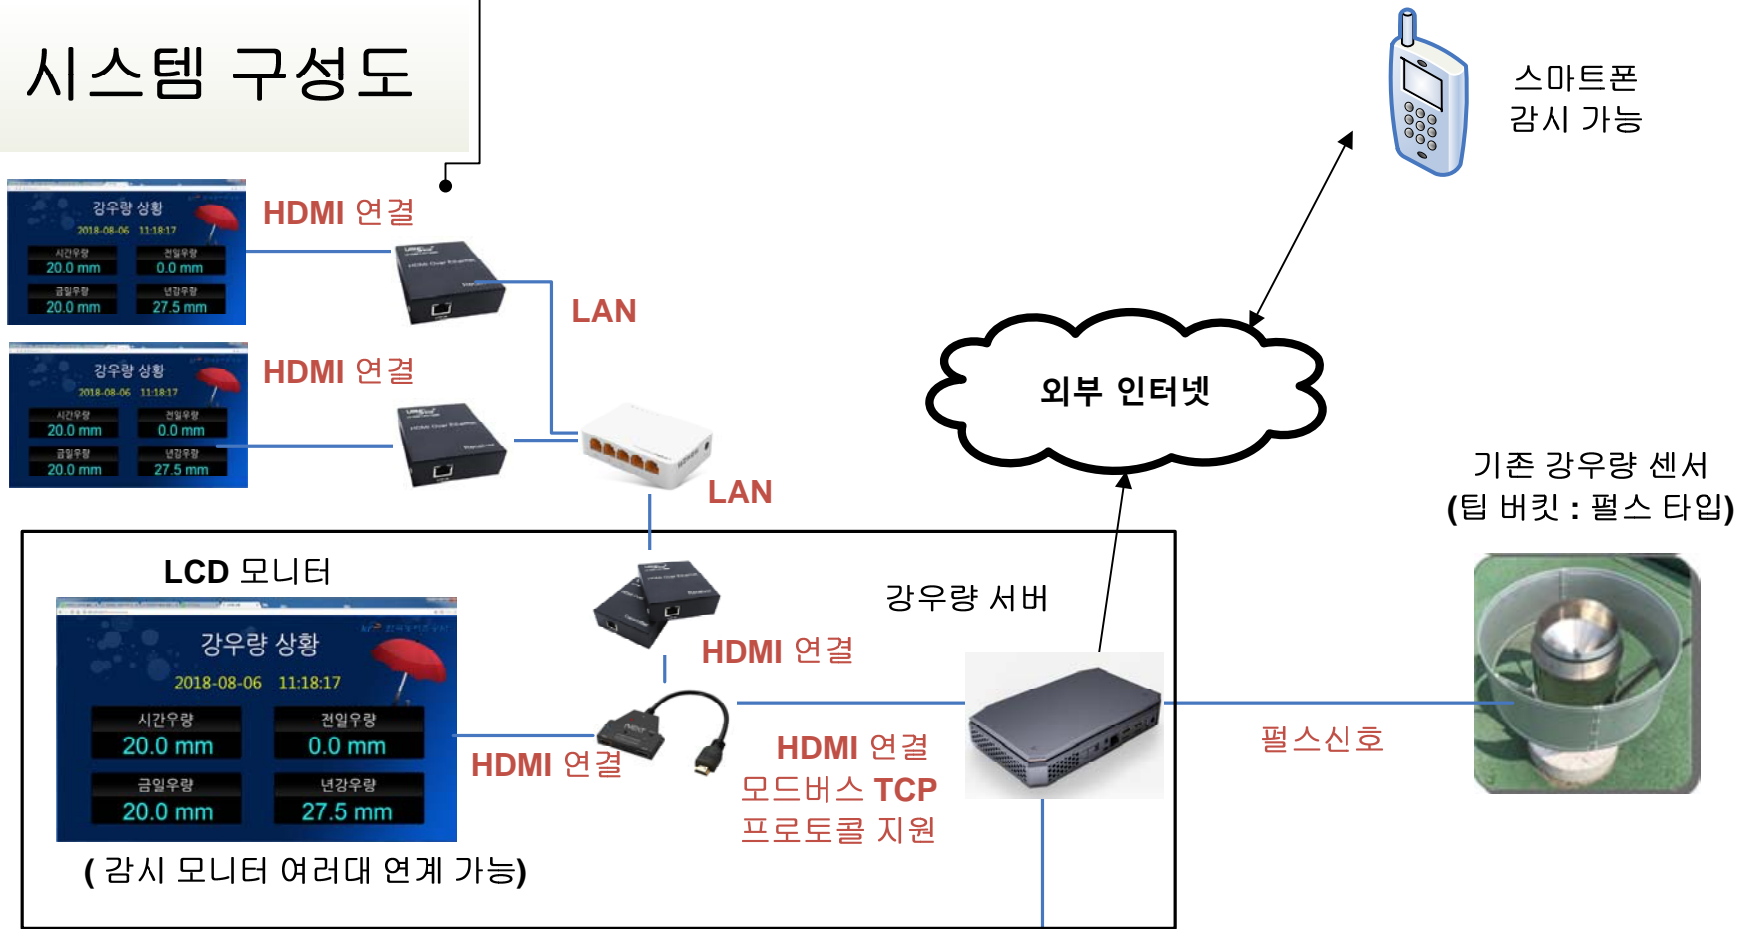 시스템 구성도
스마트폰
감시 가능
강우량 상황
2018-08-06 11:18:17
시간우량
전일우량
20.0 mm
0.0 mm
금일우량
년강우량
20.0 mm
27.5 mm
HDMI 연결
HDMI Over Ethernet
LAN
강우량 상황
2018-08-06 11:18:17
시간우량
전일우량
20.0 mm
0.0 mm
금일우량
년강우량
20.0 mm
27.5 mm
HDMI 연결
HDMI Over Ethernet
LAN
외부 인터넷
기존 강우량 센서
(팁 버킷 : 펄스 타입)
LCD 모니터
강우량 상황
2018-08-06 11:18:17
시간우량
전일우량
20.0 mm
0.0 mm
금일우량
년강우량
20.0 mm
27.5 mm
( 감시 모니터 여러대 연계 가능)
HDMI 연결
HDMI 연결
NEXT
HDMI 연결
모드버스 TCP
프로토콜 지원
강우량 서버
펄스신호